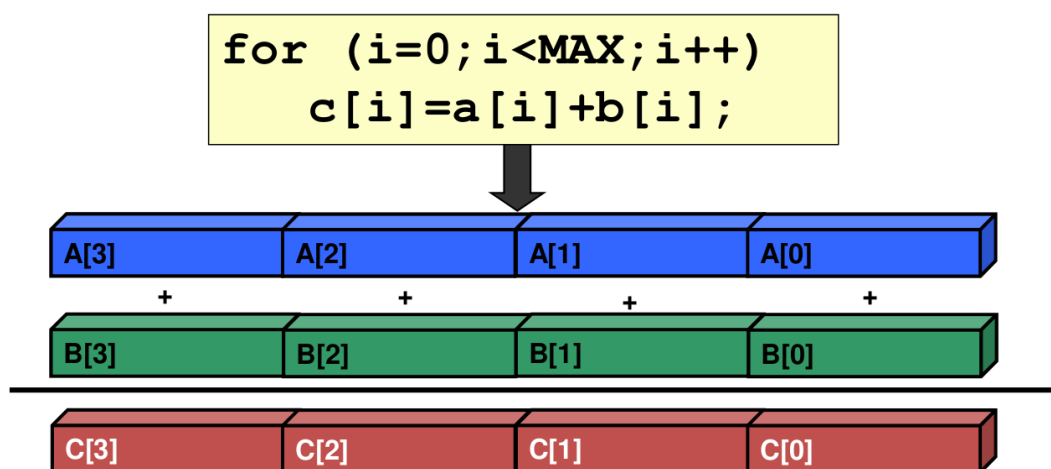 for (i=0;i<MAX;i++)
c[i]=a[i]+b[i];
A[3] A[2] A[1] A[0]
+ + + +
B[3] B[2] B[1] B[0]
C[3] C[2] C[1] C[0]